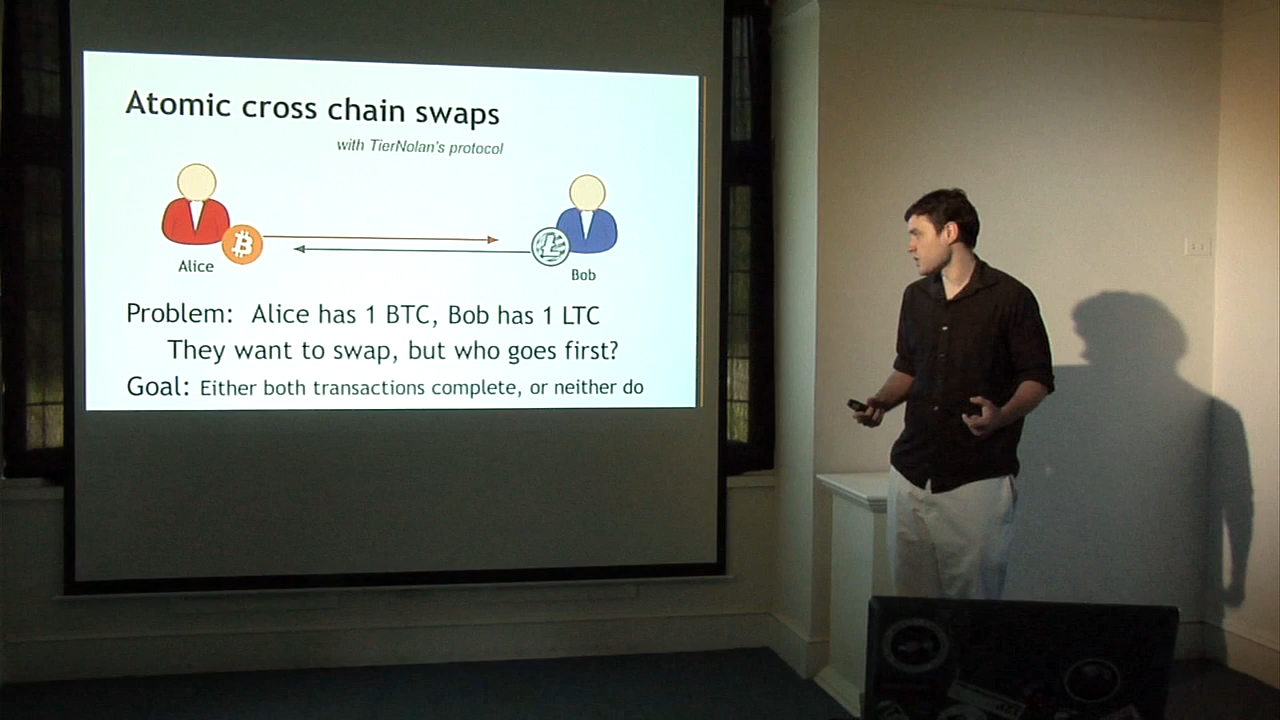 Atomic cross chain swaps
with TierNolan's protocol
Alice
Bob
Problem: Alice has 1 BTC, Bob has 1 LTC
They want to swap, but who goes first?
Goal: Either both transactions complete, or neither do